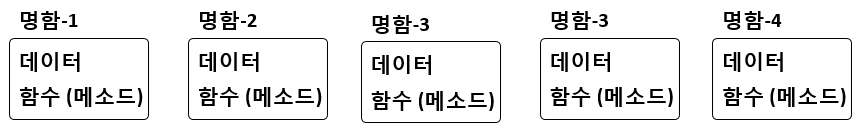 명함-1
데이터
함수 (메소드)
명함-2
데이터
함수 (메소드)
명함-3
데이터
함수 (메소드)
명함-3
데이터
함수 (메소드)
명함-4
데이터
함수 (메소드)